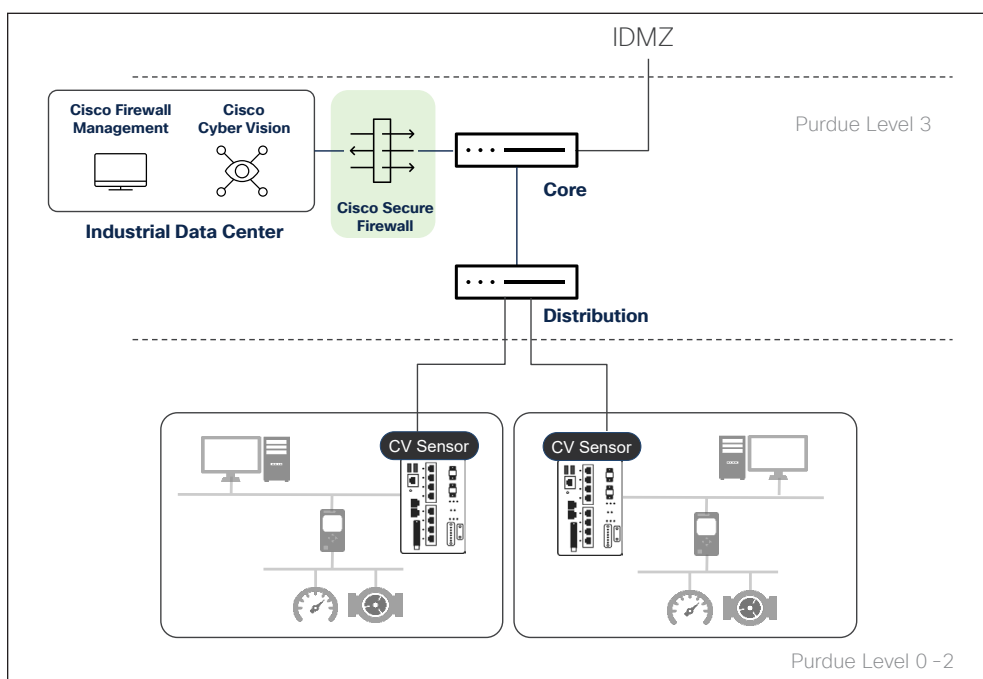 IDMZ
Purdue Level 3
Cisco Firewall
Management
Cisco
Cyber Vision
Industrial Data Center
Cisco Secure
Firewall
Core
Distribution
CV Sensor
CV Sensor
Purdue Level 0 -2